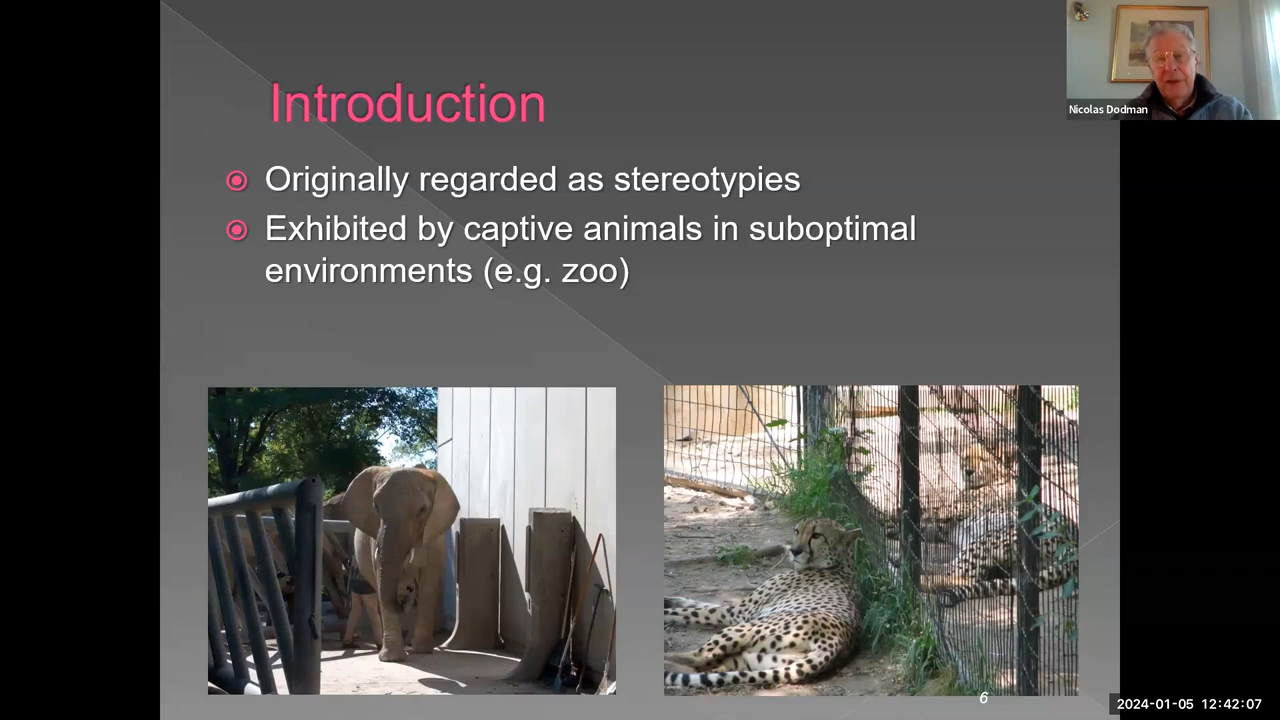 Introduction
Originally regarded as stereotypies
Exhibited by captive animals in suboptimal
environments (e.g. zoo)
Nicolas Dodman
6
2024-01-05 12:42:07